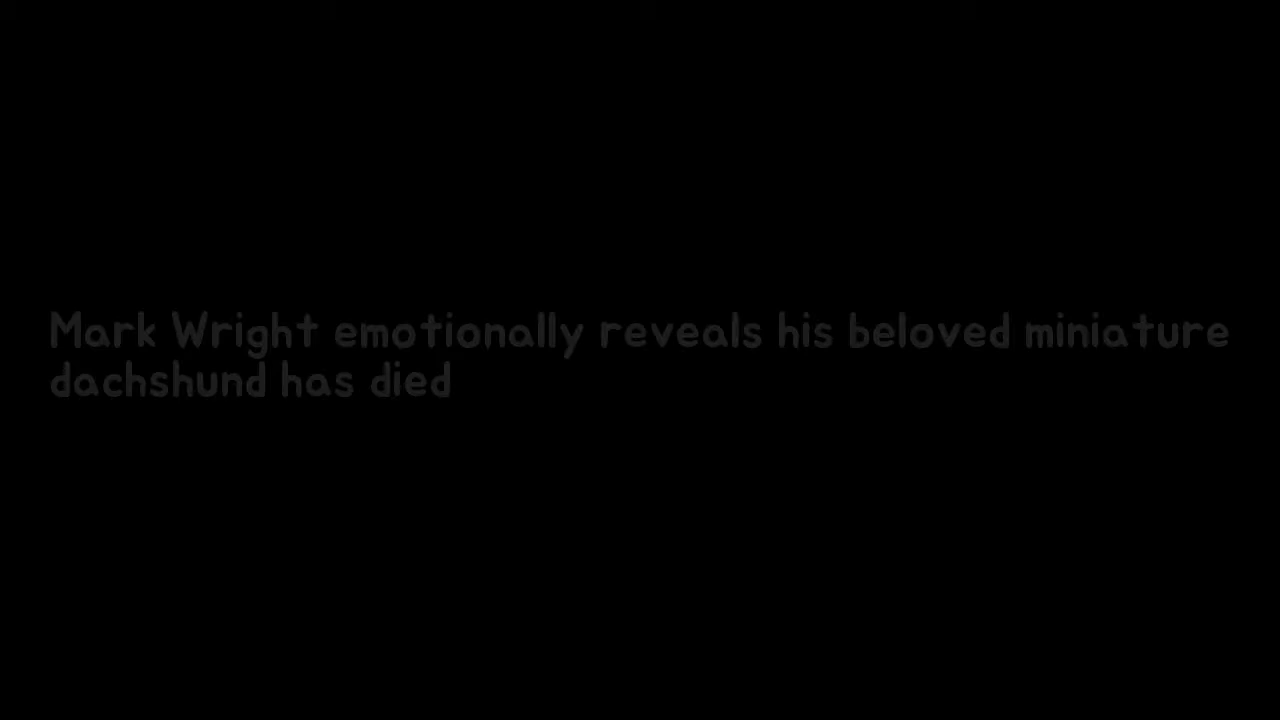 Mark Wright emotionally reveals his beloved miniature
dachshund has died